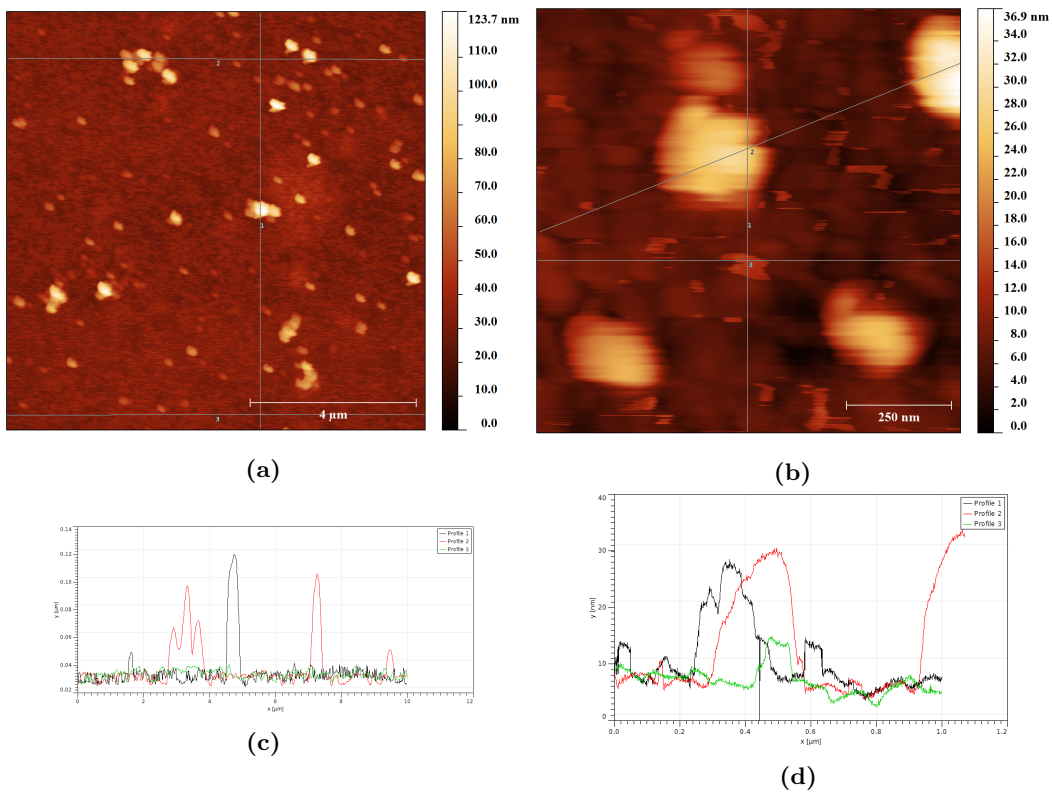 123.7 nm
110.0
100.0
90.0
80.0
70.0
60.0
50.0
40.0
30.0
20.0
10.0
0.0
2
1
3
4 µm
(a)
36.9 nm
34.0
32.0
30.0
28.0
26.0
24.0
22.0
20.0
18.0
16.0
14.0
12.0
10.0
8.0
6.0
4.0
2.0
0.0
2
1
3
250 nm
(b)
0.14
0.12
0.10
0.08
0.06
0.04
0.02
y [µm]
0 2 4 6 8 10 12
x [µm]
Profile 1
Profile 2
Profile 3
(c)
40
30
20
10
0
y [nm]
0.0 0.2 0.4 0.6 0.8 1.0 1.2
x [µm]
Profile 1
Profile 2
Profile 3
(d)